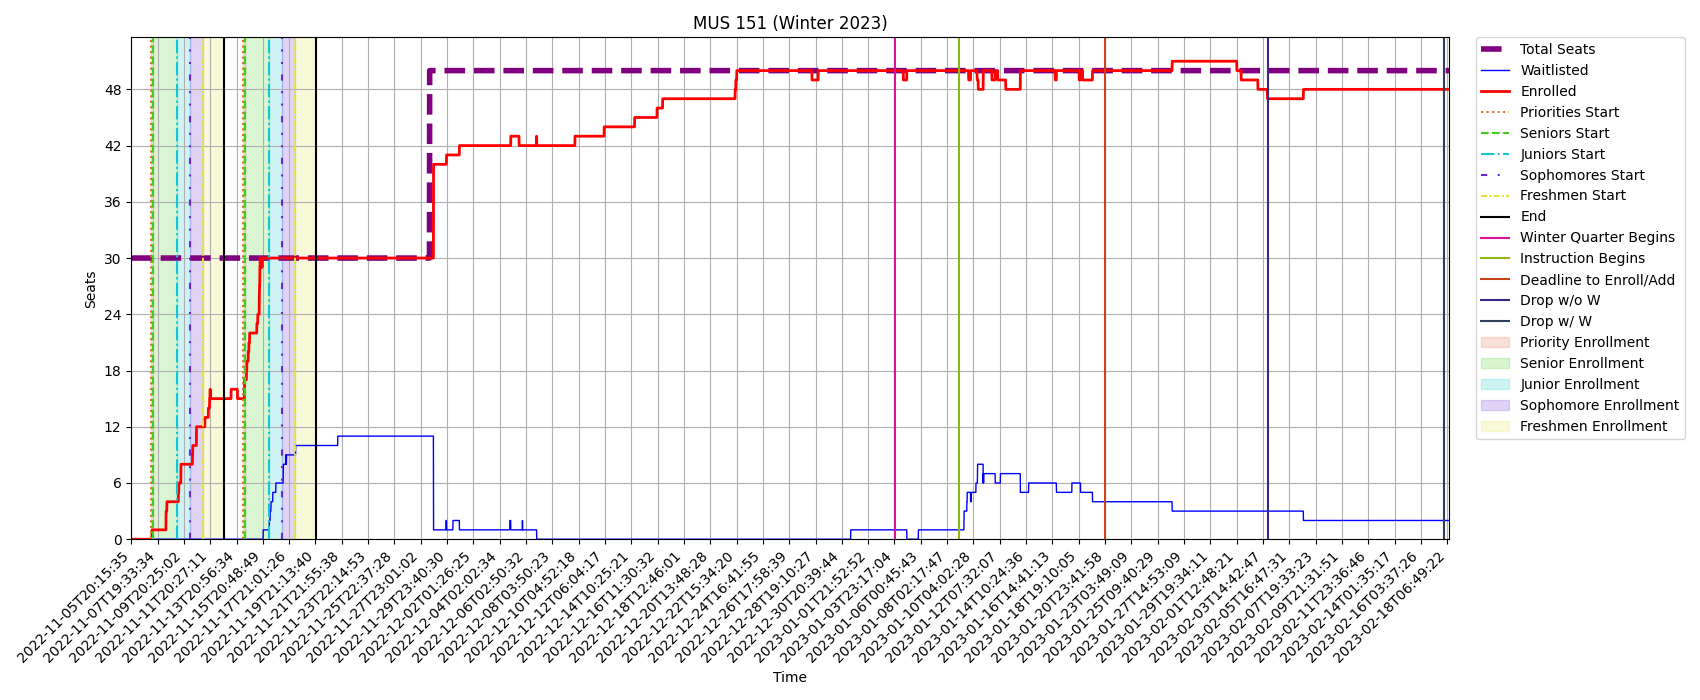 MUS 151 (Winter 2023)
Seats
48
42
36
30
24
18
12
6
0
2022-11-05T20:15:35
2022-11-07T19:33:34
2022-11-09T20:25:02
2022-11-11T20:27:11
2022-11-13T20:56:34
2022-11-15T20:48:49
2022-11-17T21:01:26
2022-11-19T21:13:40
2022-11-21T21:55:38
2022-11-23T22:14:53
2022-11-25T22:37:28
2022-11-27T23:01:02
2022-11-29T23:40:30
2022-12-02T01:26:25
2022-12-04T02:02:34
2022-12-06T02:50:32
2022-12-08T03:50:23
2022-12-10T04:52:18
2022-12-12T06:04:17
2022-12-14T10:25:21
2022-12-16T11:30:32
2022-12-18T12:46:01
2022-12-20T13:48:28
2022-12-22T15:34:20
2022-12-24T16:41:55
2022-12-26T17:58:39
2022-12-28T19:10:27
2022-12-30T20:39:44
2023-01-01T21:52:52
2023-01-03T23:17:04
2023-01-06T00:45:43
2023-01-08T02:17:47
2023-01-10T04:02:28
2023-01-12T07:32:07
2023-01-14T10:24:36
2023-01-16T14:41:13
2023-01-18T19:10:05
2023-01-20T23:41:58
2023-01-23T03:49:09
2023-01-25T09:40:29
2023-01-27T14:53:09
2023-01-29T19:34:11
2023-02-01T12:48:21
2023-02-03T14:42:47
2023-02-05T16:47:31
2023-02-07T19:33:23
2023-02-09T21:31:51
2023-02-11T23:36:46
2023-02-14T01:35:17
2023-02-16T03:37:26
2023-02-18T06:49:22
Time
Total Seats
Waitlisted
Enrolled
Priorities Start
Seniors Start
Juniors Start
Sophomores Start
Freshmen Start
End
Winter Quarter Begins
Instruction Begins
Deadline to Enroll/Add
Drop w/o W
Drop w/ W
Priority Enrollment
Senior Enrollment
Junior Enrollment
Sophomore Enrollment
Freshmen Enrollment